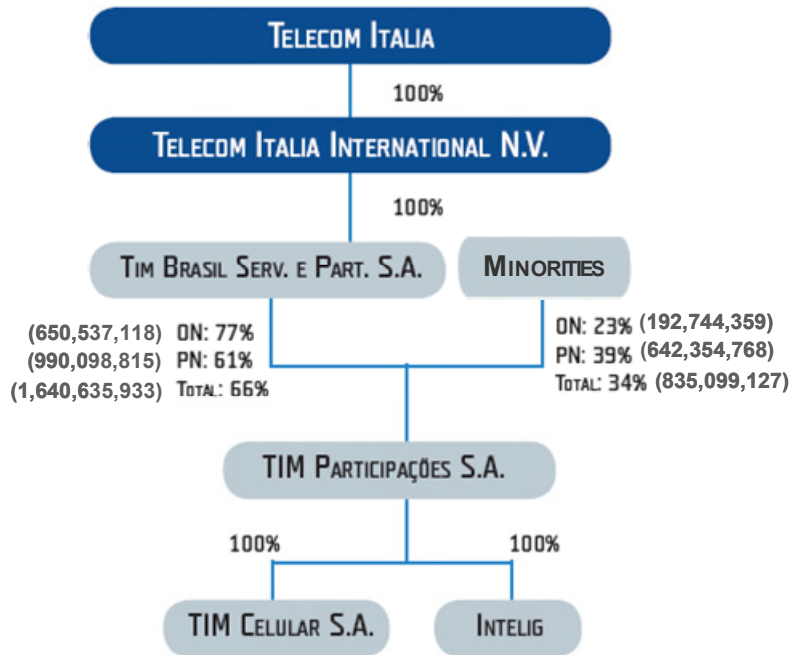 TELECOM ITALIA
100%
TELECOM ITALIA INTERNATIONAL N.V.
100%
TIM BRASIL SERV. E PART. S.A.
MINORITIES
(650,537,118) ON: 77%
(990,098,815) PN: 61%
(1,640,635,933) TOTAL: 66%
ON: 23% (192,744,359)
PN: 39% (642,354,768)
TOTAL: 34% (835,099,127)
TIM PARTICIPAÇÕES S.A.
100%
100%
TIM CELULAR S.A.
INTELIG